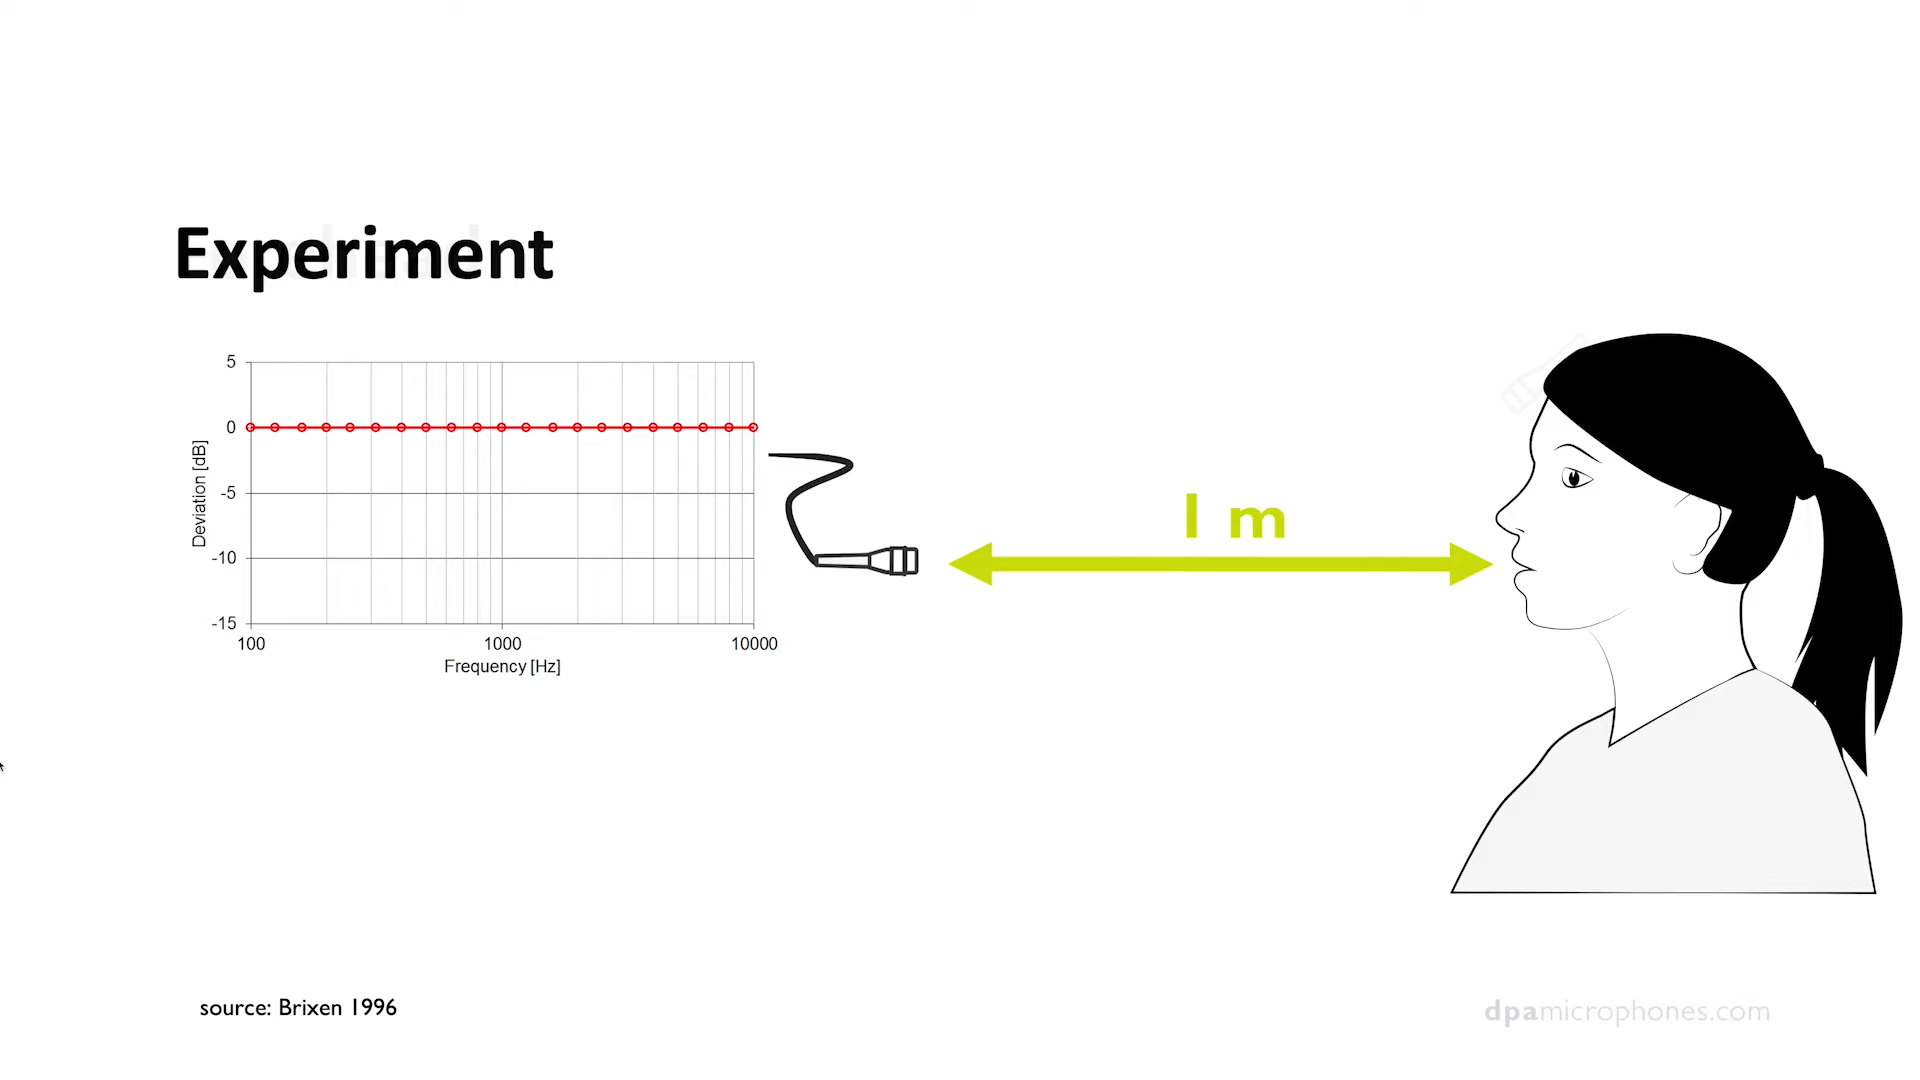 Experiment
5
0
-5
-10
-15
Deviation [dB]
100 1000 10000
Frequency [Hz]
1 m
source: Brixen 1996
dpamicrophones.com